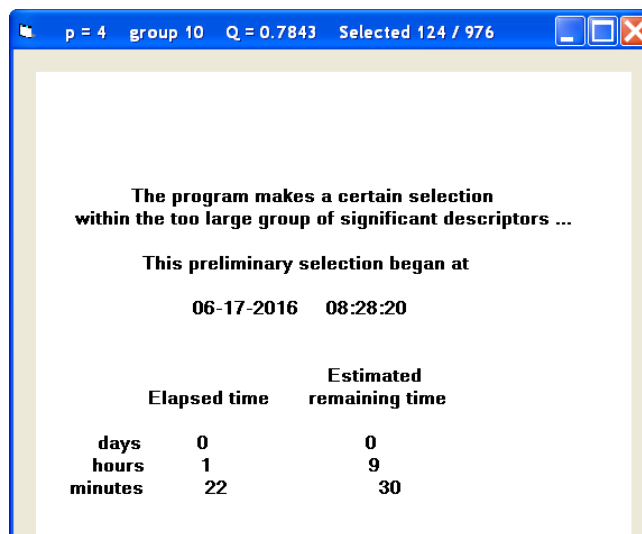 p = 4 group 10 Q = 0.7843 Selected 124 / 976
The program makes a certain selection
within the too large group of significant descriptors ...
This preliminary selection began at
06-17-2016 08:28:20
Estimated
Elapsed time remaining time
days 0 0
hours 1 9
minutes 22 30